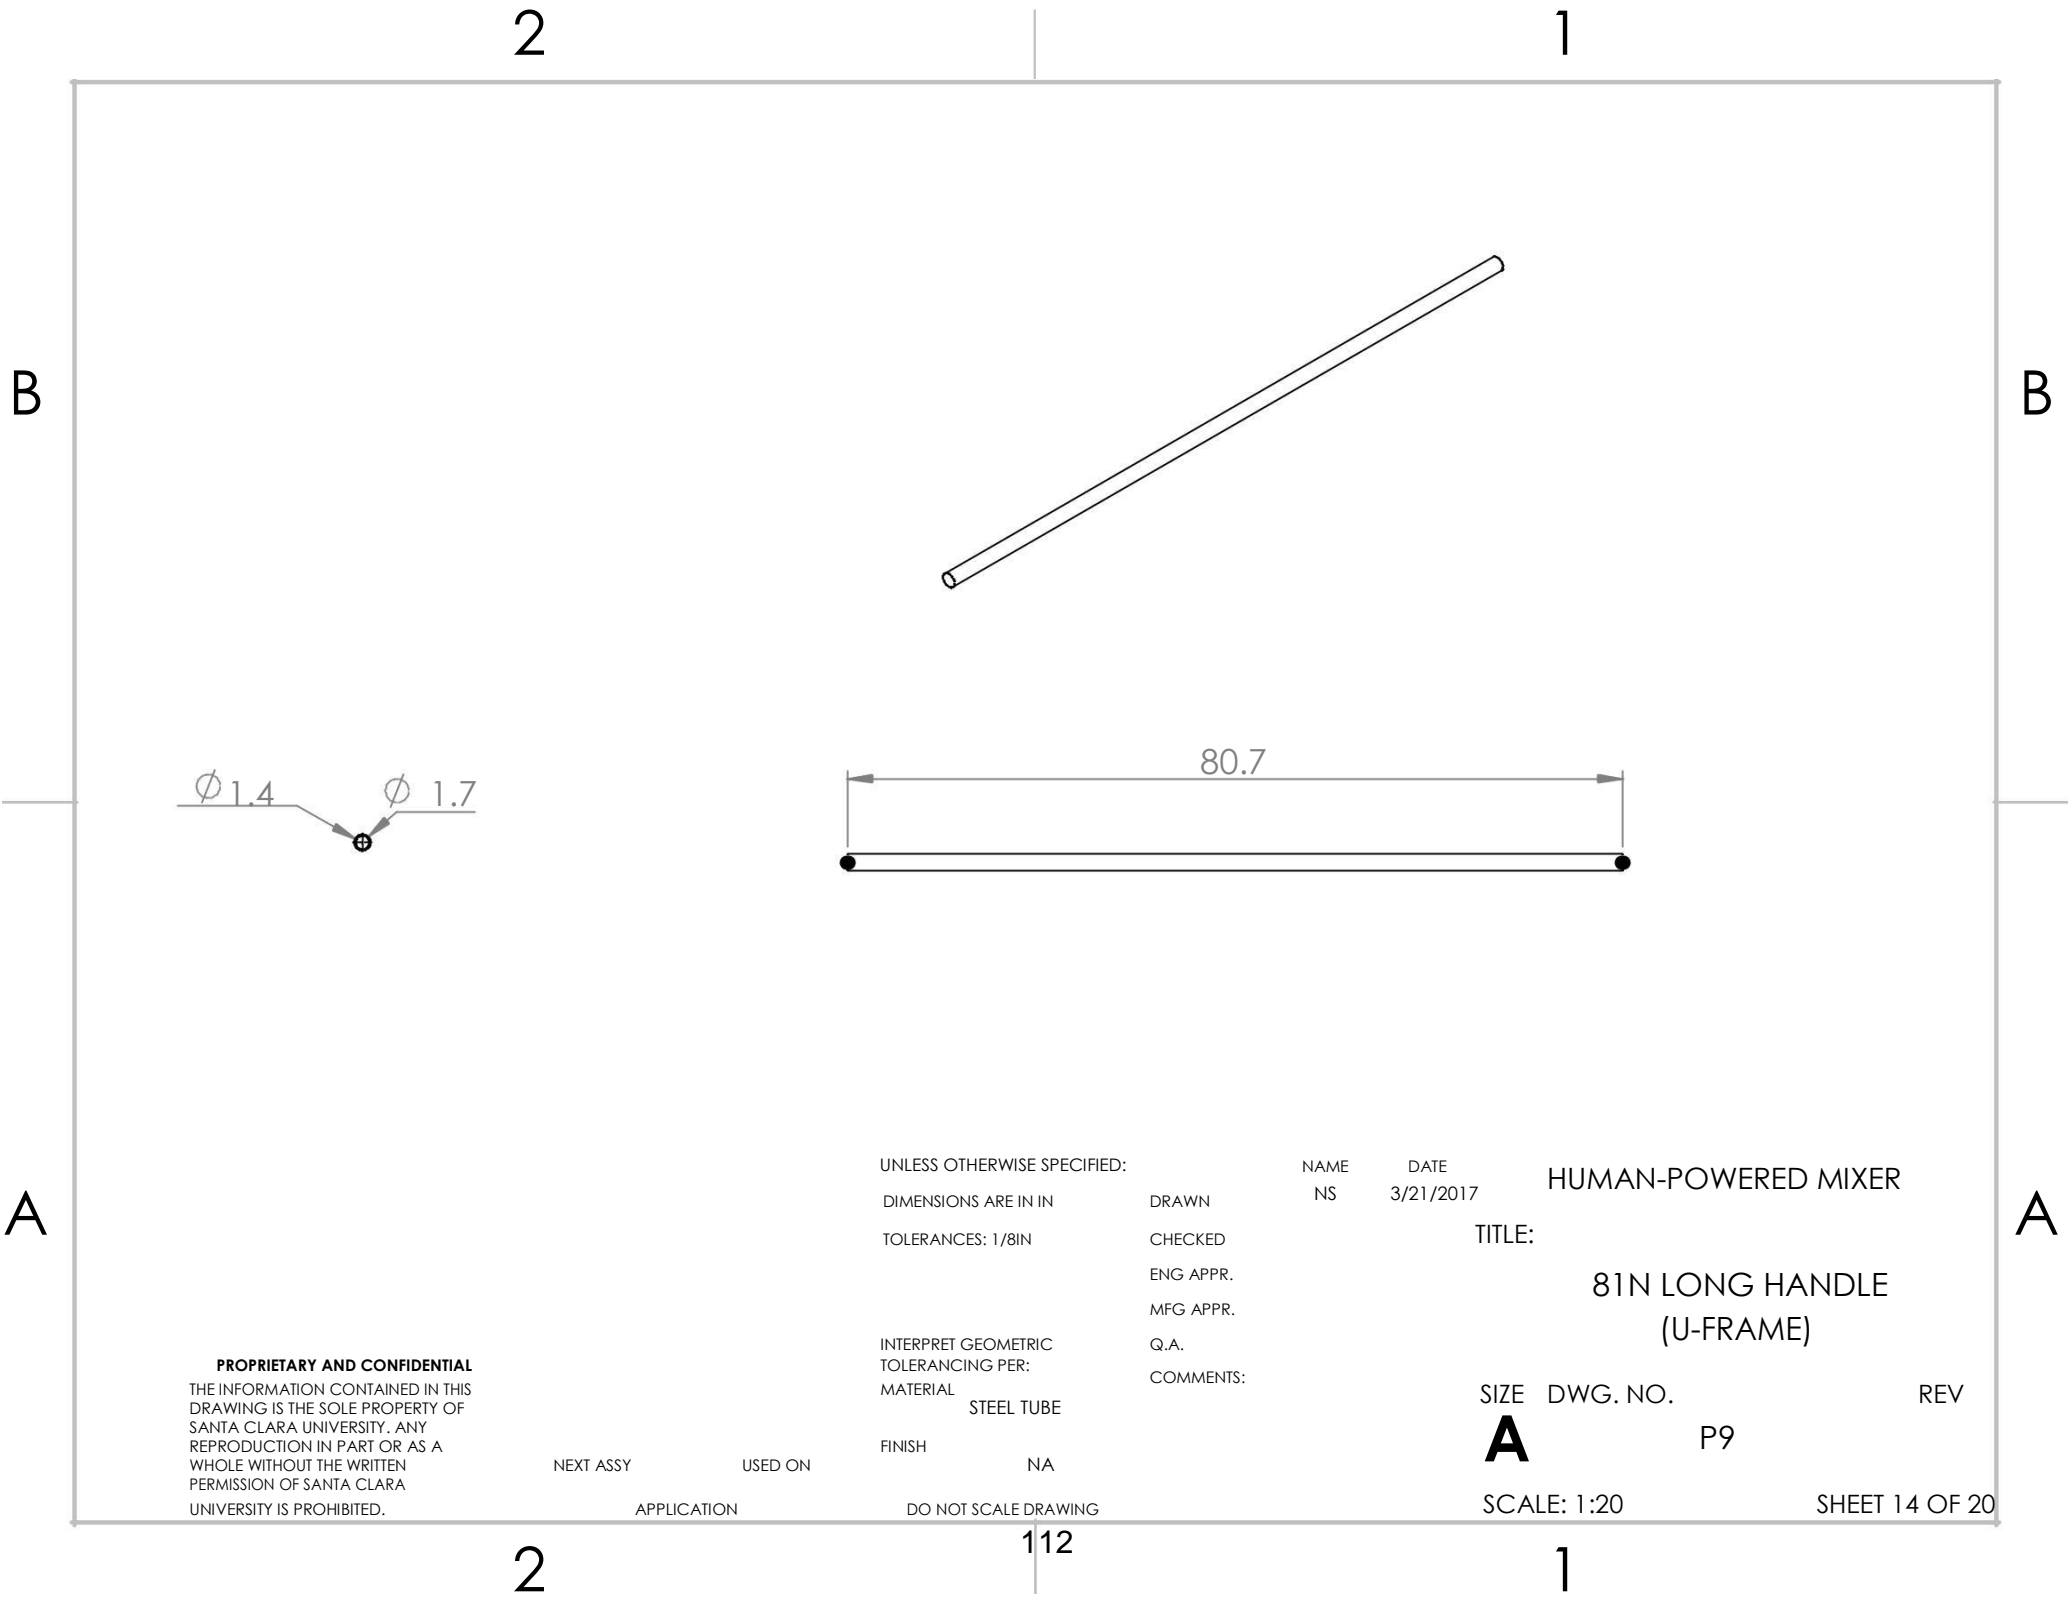 2
1
B
B
80.7
∅ 1.4
∅ 1.7
A
A
UNLESS OTHERWISE SPECIFIED:
DIMENSIONS ARE IN IN
TOLERANCES: 1/8IN
INTERPRET GEOMETRIC
TOLERANCING PER:
MATERIAL
STEEL TUBE
FINISH
NA
DO NOT SCALE DRAWING
NAME
DATE
DRAWN
NS
3/21/2017
CHECKED
ENG APPR.
MFG APPR.
Q.A.
COMMENTS:
HUMAN-POWERED MIXER
TITLE:
81N LONG HANDLE
(U-FRAME)
SIZE
DWG. NO.
REV
A
P9
SCALE: 1:20
SHEET 14 OF 20
PROPRIETARY AND CONFIDENTIAL
THE INFORMATION CONTAINED IN THIS
DRAWING IS THE SOLE PROPERTY OF
SANTA CLARA UNIVERSITY. ANY
REPRODUCTION IN PART OR AS A
WHOLE WITHOUT THE WRITTEN
PERMISSION OF SANTA CLARA
UNIVERSITY IS PROHIBITED.
NEXT ASSY
USED ON
APPLICATION
112
2
1